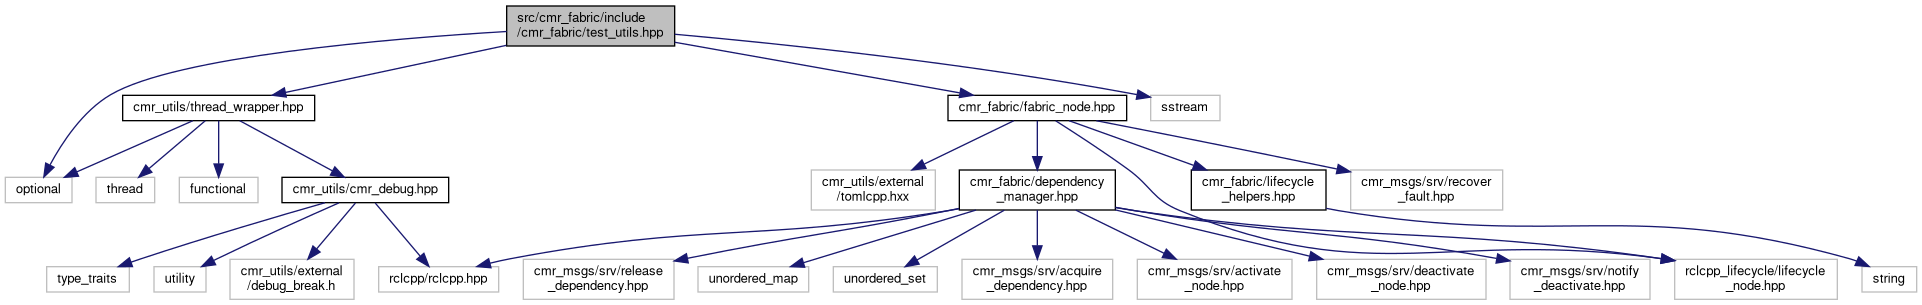 src/cmr_fabric/include
/cmr_fabric/test_utils.hpp
cmr_utils/thread_wrapper.hpp
cmr_fabric/fabric_node.hpp
sstream
optional
thread
functional
cmr_utils/cmr_debug.hpp
cmr_utils/external
/tomlcpp.hxx
cmr_fabric/dependency
_manager.hpp
cmr_fabric/lifecycle
_helpers.hpp
cmr_msgs/srv/recover
_fault.hpp
type_traits
utility
cmr_utils/external
/debug_break.h
rclcpp/rclcpp.hpp
cmr_msgs/srv/release
_dependency.hpp
unordered_map
unordered_set
cmr_msgs/srv/acquire
_dependency.hpp
cmr_msgs/srv/activate
_node.hpp
cmr_msgs/srv/deactivate
_node.hpp
cmr_msgs/srv/notify
_deactivate.hpp
rclcpp_lifecycle/lifecycle
_node.hpp
string